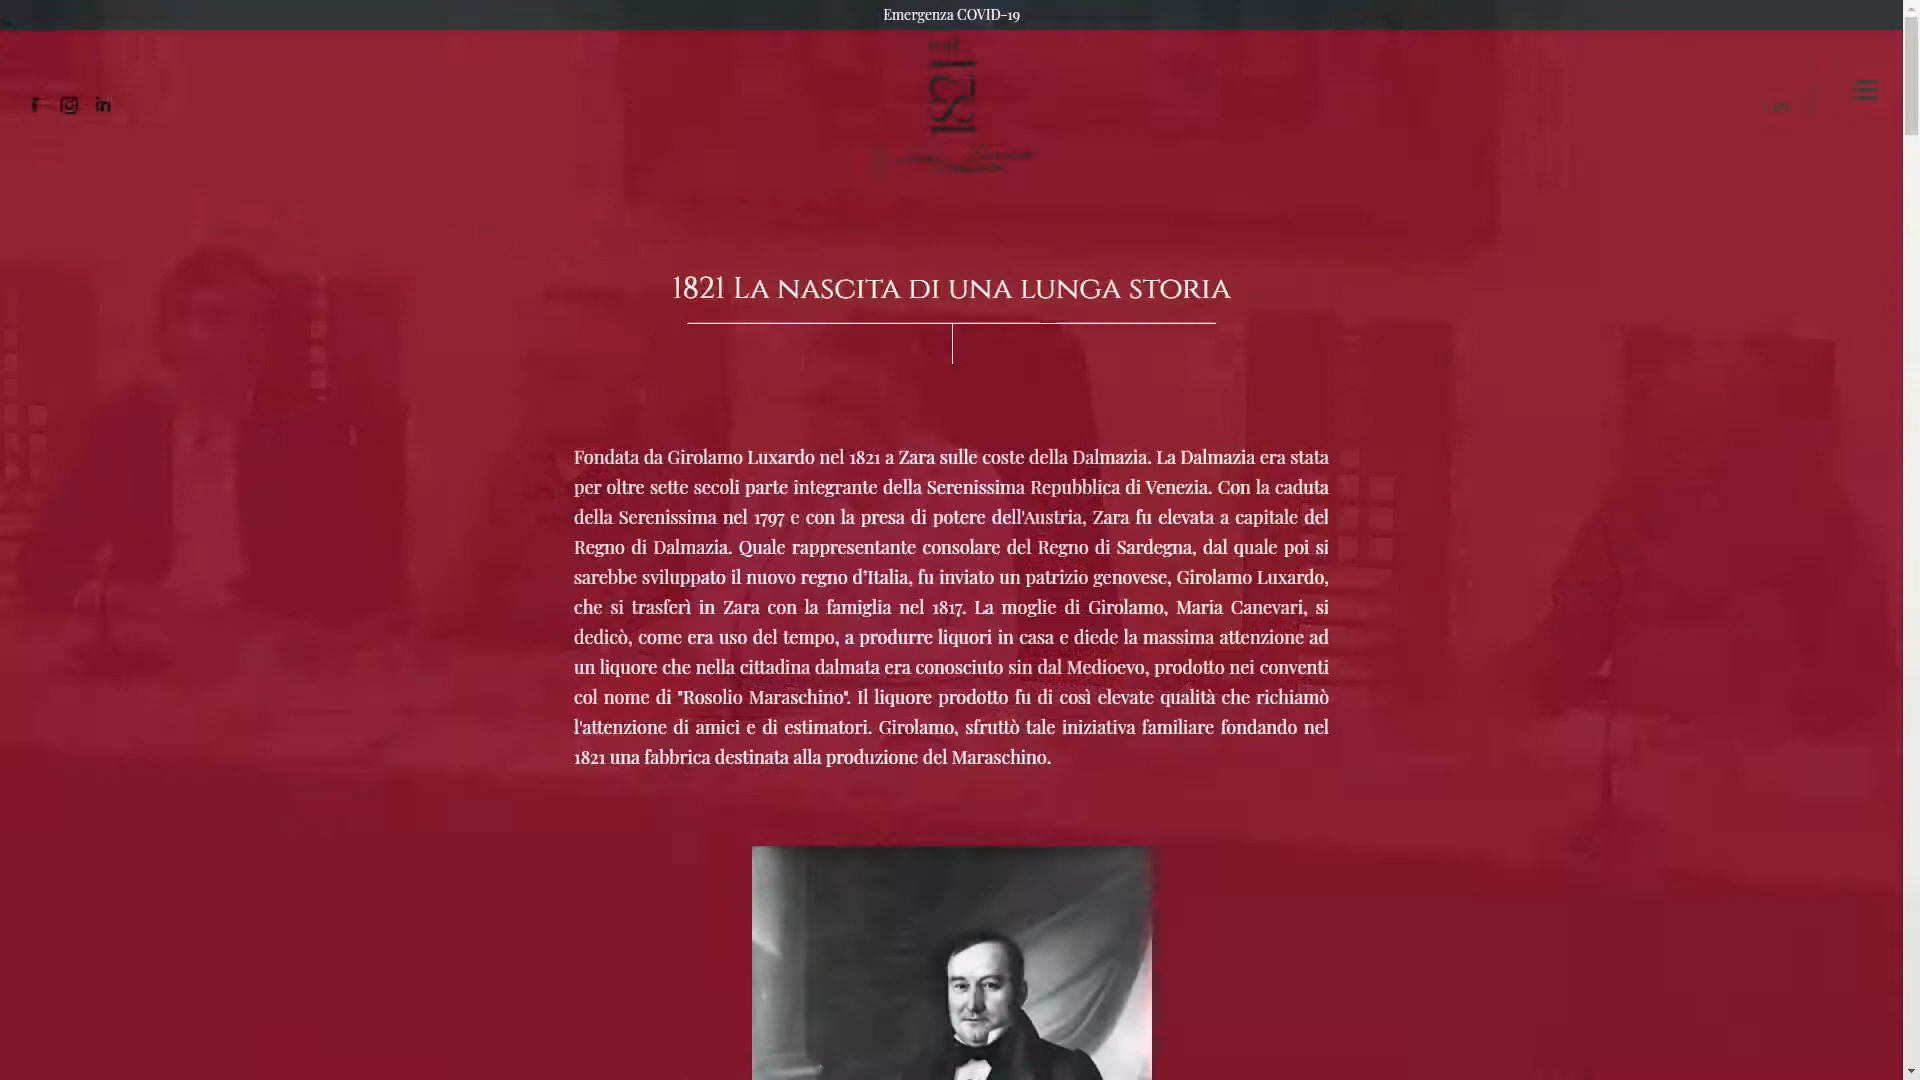 Emergenza COVID-19
1821
in
en
1821 La nascita di una lunga storia
Fondata da Girolamo Luxardo nel 1821 a Zara sulle coste della Dalmazia. La Dalmazia era stata
per oltre sette secoli parte integrante della Serenissima Repubblica di Venezia. Con la caduta
della Serenissima nel 1797 e con la presa di potere dell'Austria, Zara fu elevata a capitale del
Regno di Dalmazia. Quale rappresentante consolare del Regno di Sardegna, dal quale poi si
sarebbe sviluppato il nuovo regno d’Italia, fu inviato un patrizio genovese, Girolamo Luxardo,
che si trasferì in Zara con la famiglia nel 1817. La moglie di Girolamo, Maria Canevari, si
dedicò, come era uso del tempo, a produrre liquori in casa e diede la massima attenzione ad
un liquore che nella cittadina dalmata era conosciuto sin dal Medioevo, prodotto nei conventi
col nome di "Rosolio Maraschino". Il liquore prodotto fu di così elevate qualità che richiamò
l'attenzione di amici e di estimatori. Girolamo, sfruttò tale iniziativa familiare fondando nel
1821 una fabbrica destinata alla produzione del Maraschino.